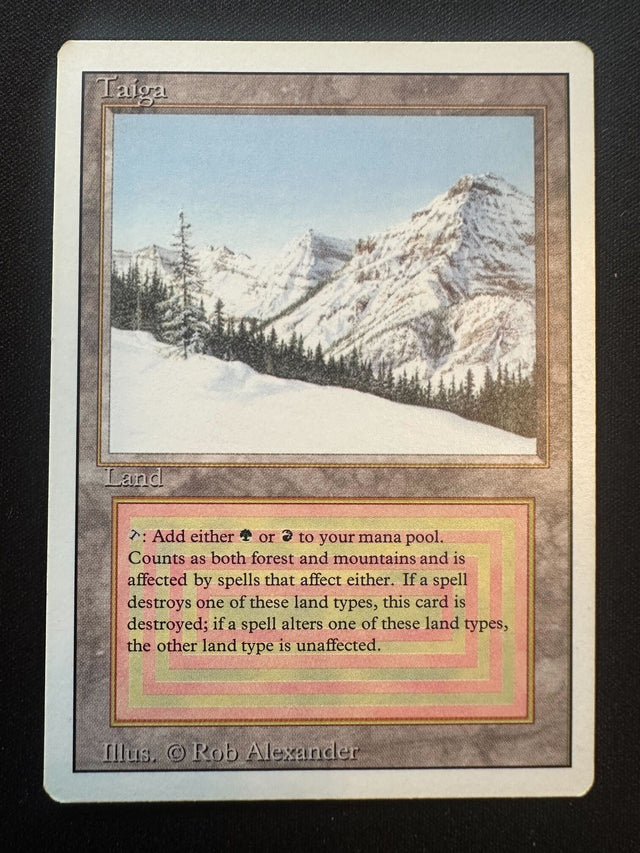 Taiga
Land
: Add either or to your mana pool.
Counts as both forest and mountains and is
affected by spells that affect either. If a spell
destroys one of these land types, this card is
destroyed; if a spell alters one of these land types,
the other land type is unaffected.
Illus. © Rob Alexander